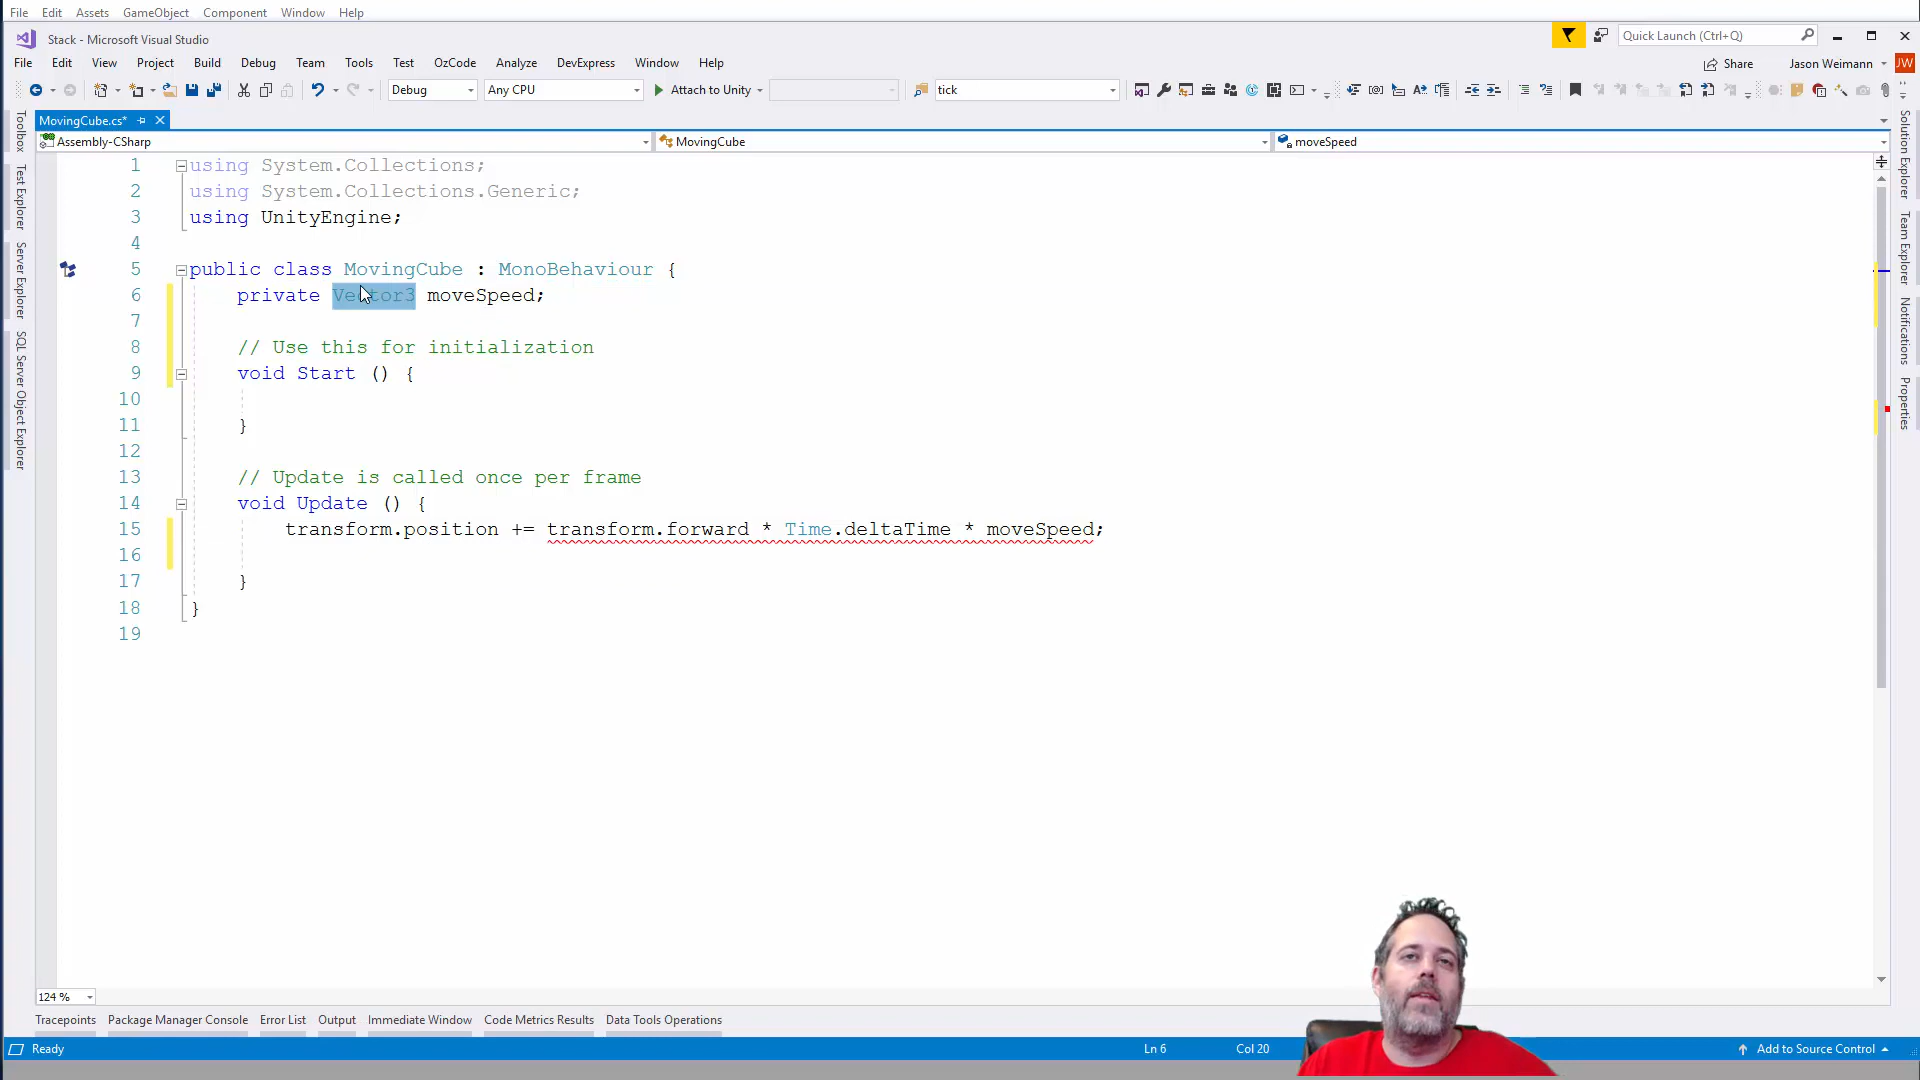 File Edit Assets GameObject Component Window Help
Stack - Microsoft Visual Studio
Quick Launch (Ctrl+Q)
File Edit View Project Build Debug Team Tools Test OzCode Analyze DevExpress Window Help
Share Jason Weimann JW
Debug Any CPU Attach to Unity tick
MovingCube.cs*
Assembly-CSharp MovingCube moveSpeed
1 using System.Collections;
2 using System.Collections.Generic;
3 using UnityEngine;
4
5 public class MovingCube : MonoBehaviour {
6 private Vector3 moveSpeed;
7
8 // Use this for initialization
9 void Start () {
10
11 }
12
13 // Update is called once per frame
14 void Update () {
15 transform.position += transform.forward * Time.deltaTime * moveSpeed;
16
17 }
18 }
19
Toolbox
Test Explorer
Server Explorer
SQL Server Object Explorer
Solution Explorer
Team Explorer
Notifications
Properties
124 %
Tracepoints Package Manager Console Error List Output Immediate Window Code Metrics Results Data Tools Operations
Ready Ln 6 Col 20 Add to Source Control